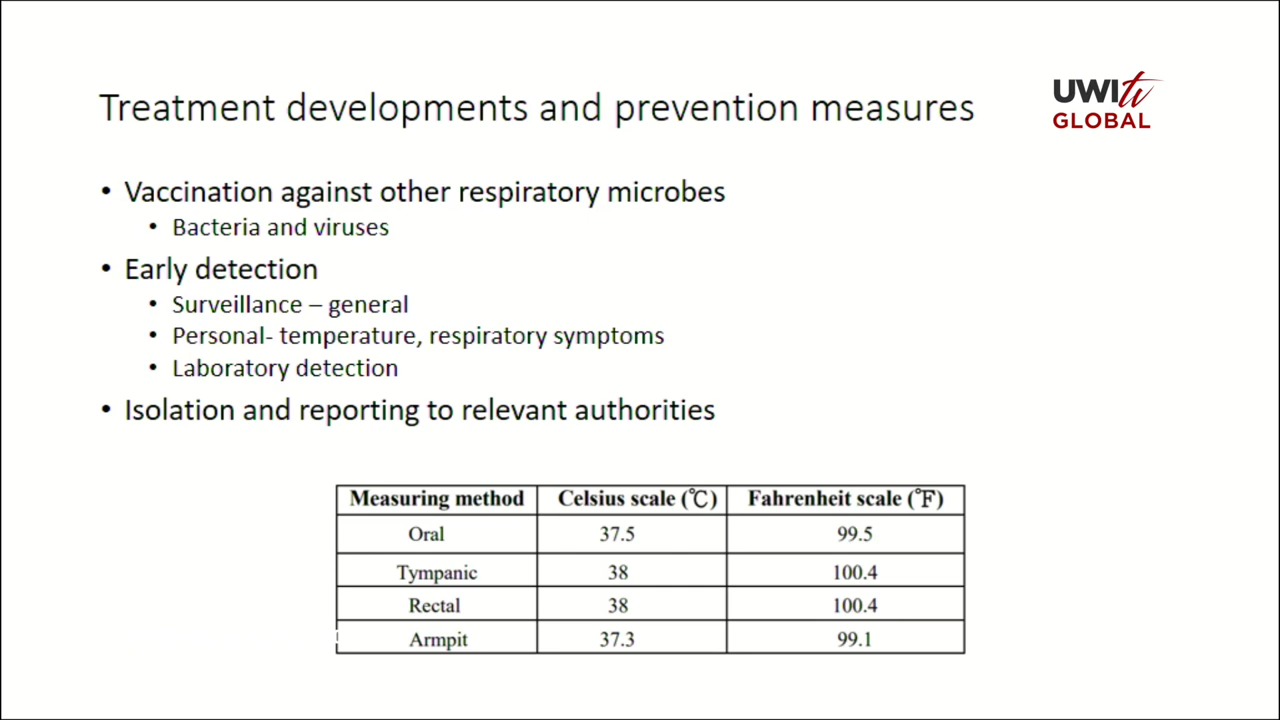 UWI tv
GLOBAL
Treatment developments and prevention measures
• Vaccination against other respiratory microbes
• Bacteria and viruses
• Early detection
• Surveillance – general
• Personal- temperature, respiratory symptoms
• Laboratory detection
• Isolation and reporting to relevant authorities
Measuring method Celsius scale (℃) Fahrenheit scale (℉)
Oral 37.5 99.5
Tympanic 38 100.4
Rectal 38 100.4
Armpit 37.3 99.1